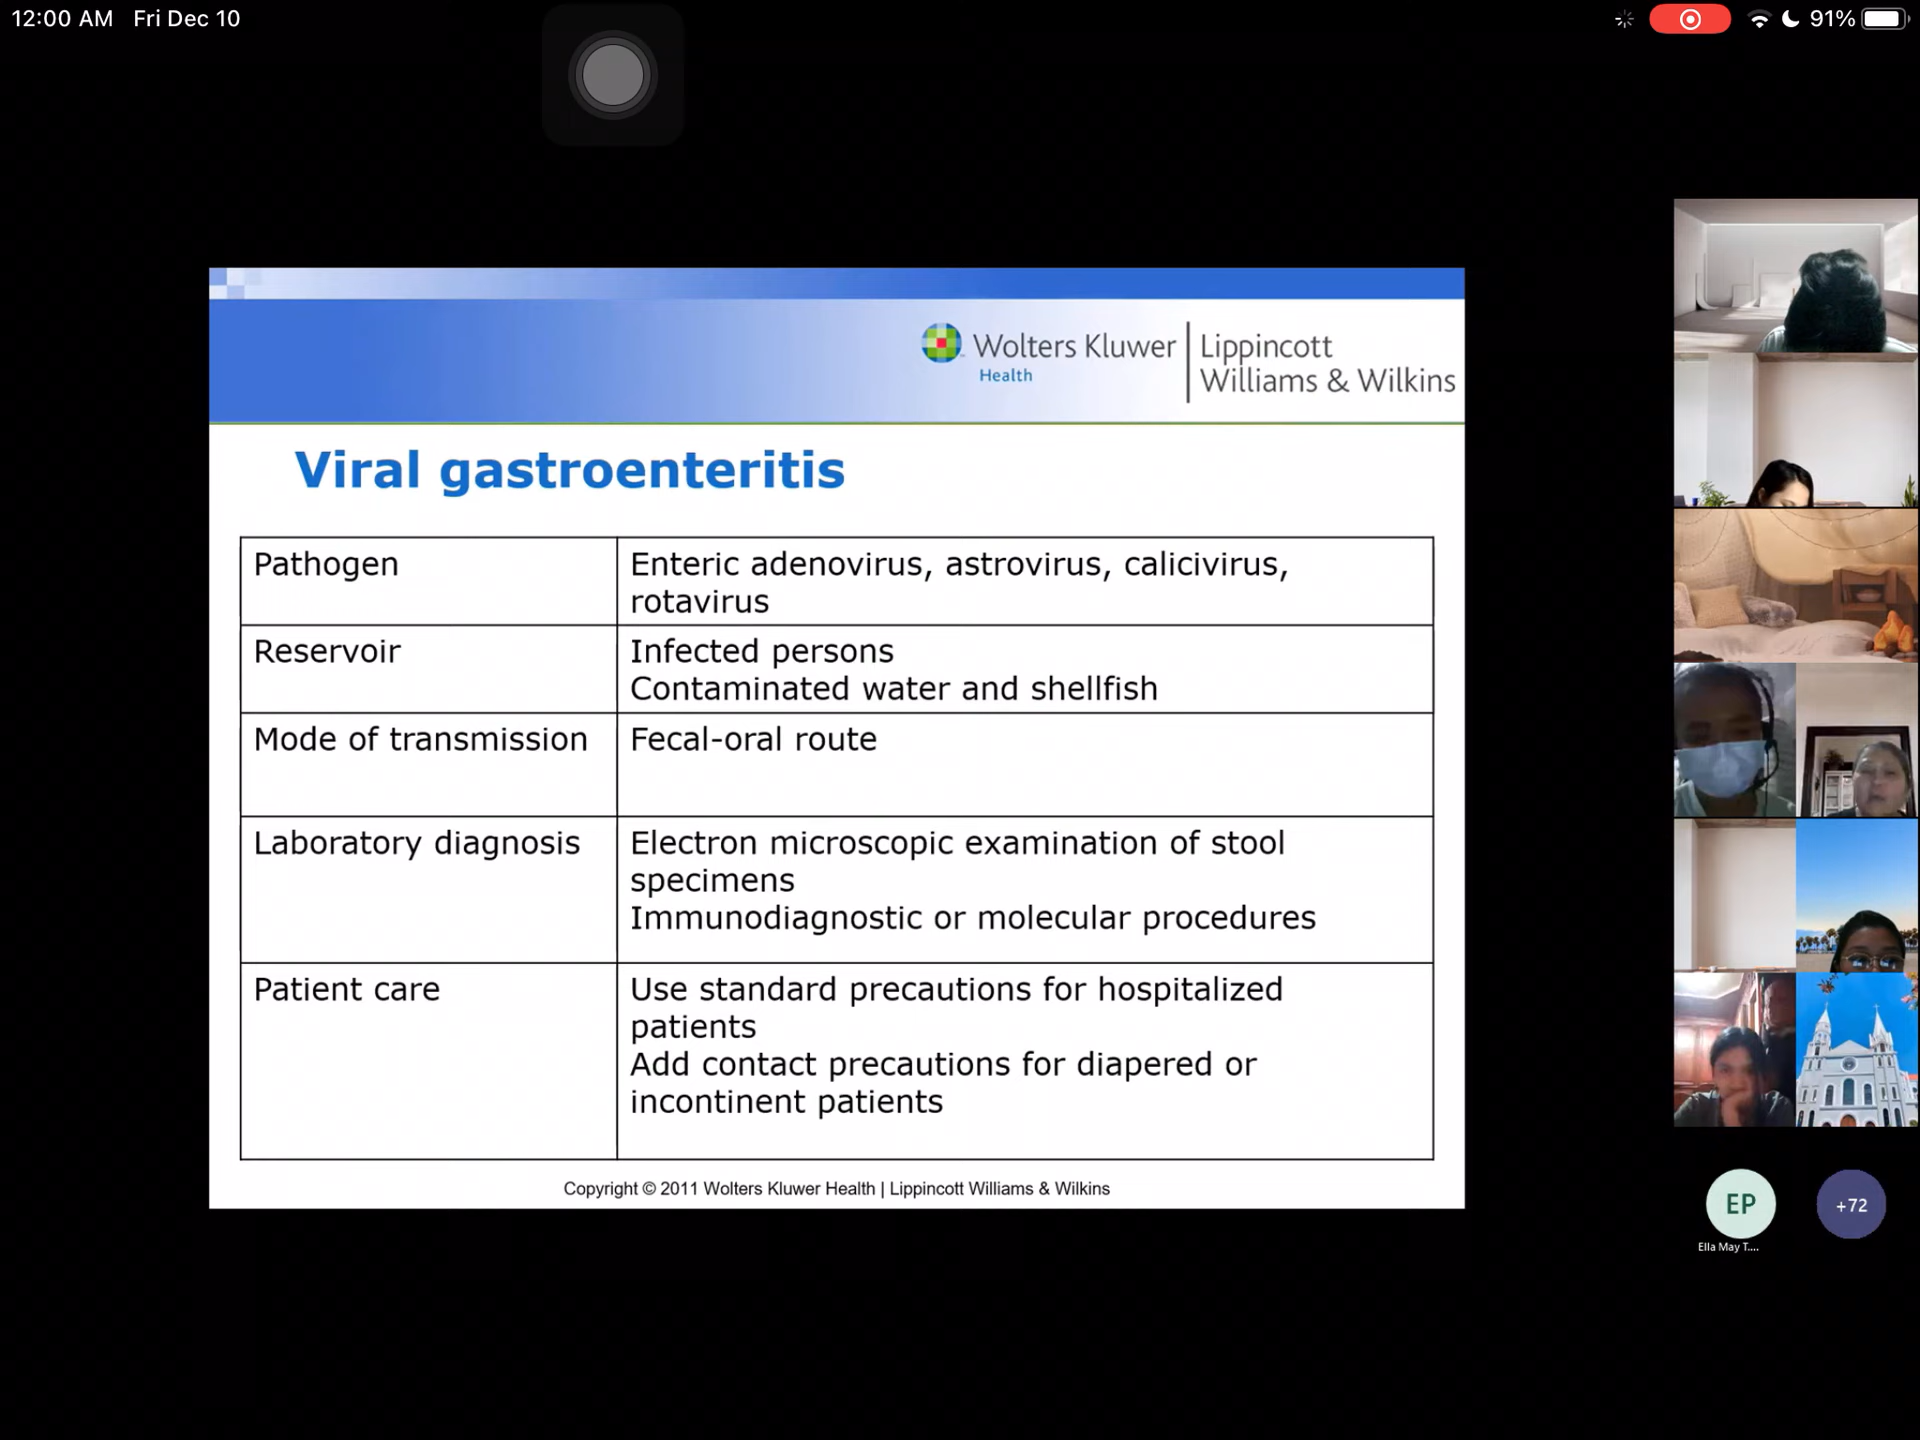 12:00 AM Fri Dec 10
91%
Wolters Kluwer
Health
Lippincott
Williams & Wilkins
Viral gastroenteritis
Pathogen
Enteric adenovirus, astrovirus, calicivirus,
rotavirus
Reservoir
Infected persons
Contaminated water and shellfish
Mode of transmission
Fecal-oral route
Laboratory diagnosis
Electron microscopic examination of stool
specimens
Immunodiagnostic or molecular procedures
Patient care
Use standard precautions for hospitalized
patients
Add contact precautions for diapered or
incontinent patients
Copyright © 2011 Wolters Kluwer Health | Lippincott Williams & Wilkins
EP
+72
Ella May T....